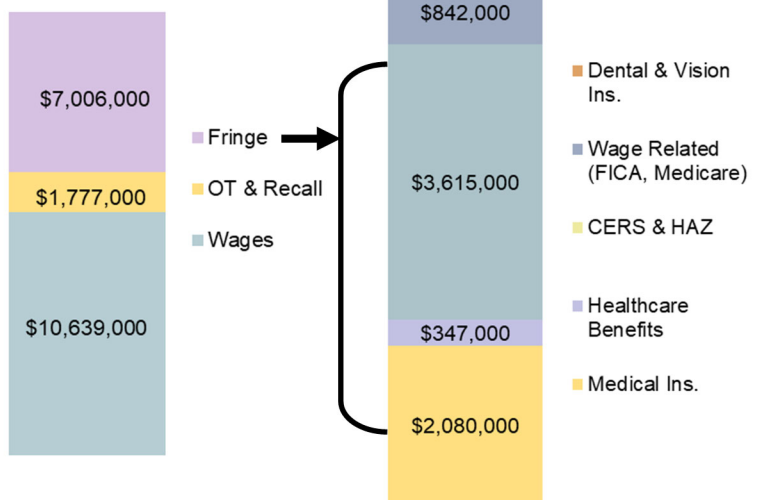 $7,006,000
$1,777,000
$10,639,000
Fringe
OT & Recall
Wages
$842,000
$3,615,000
$347,000
$2,080,000
Dental & Vision
Ins.
Wage Related
(FICA, Medicare)
CERS & HAZ
Healthcare
Benefits
Medical Ins.